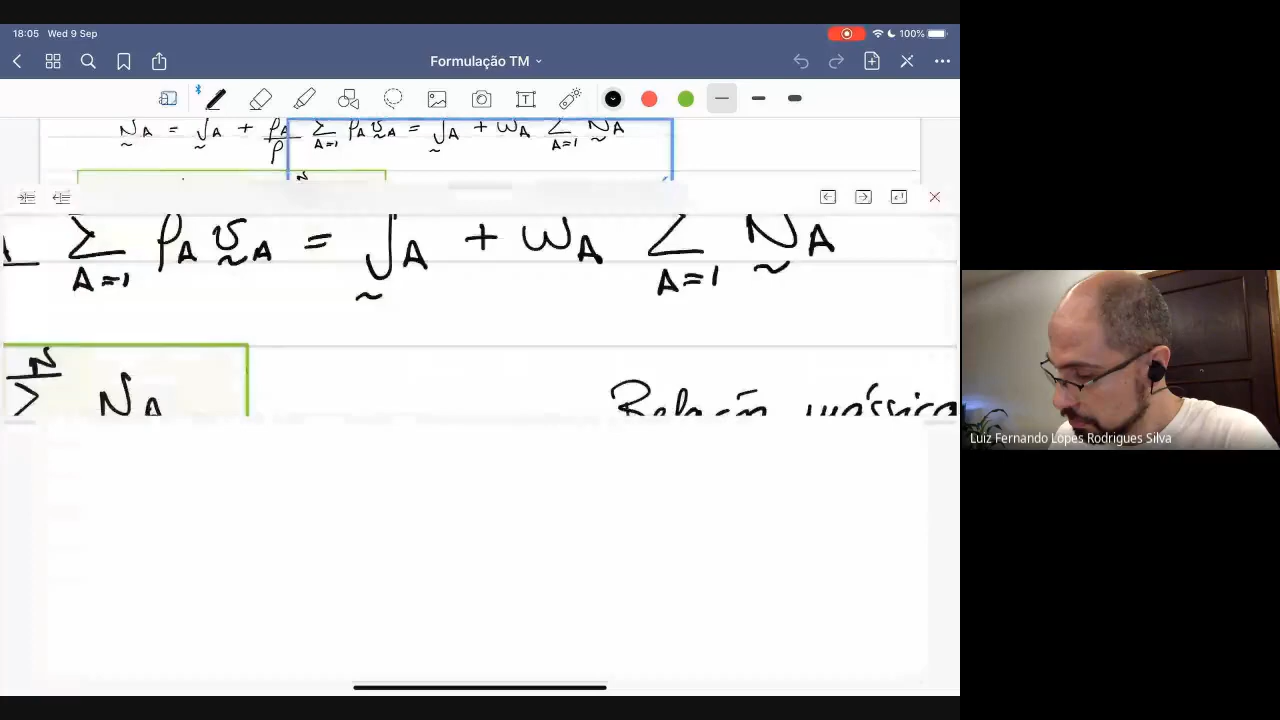 18:05 Wed 9 Sep 100%
Formulação TM
T
N_A = j_A + ρ_A/ρ Σ_{A=1} ρ_A v_A = j_A + ω_A Σ_{A=1} N_A
N
Σ_{A=1} ρ_A v_A = j_A + ω_A Σ_{A=1} N_A
N
Σ N_A
Relação mássica
Luiz Fernando Lopes Rodrigues Silva